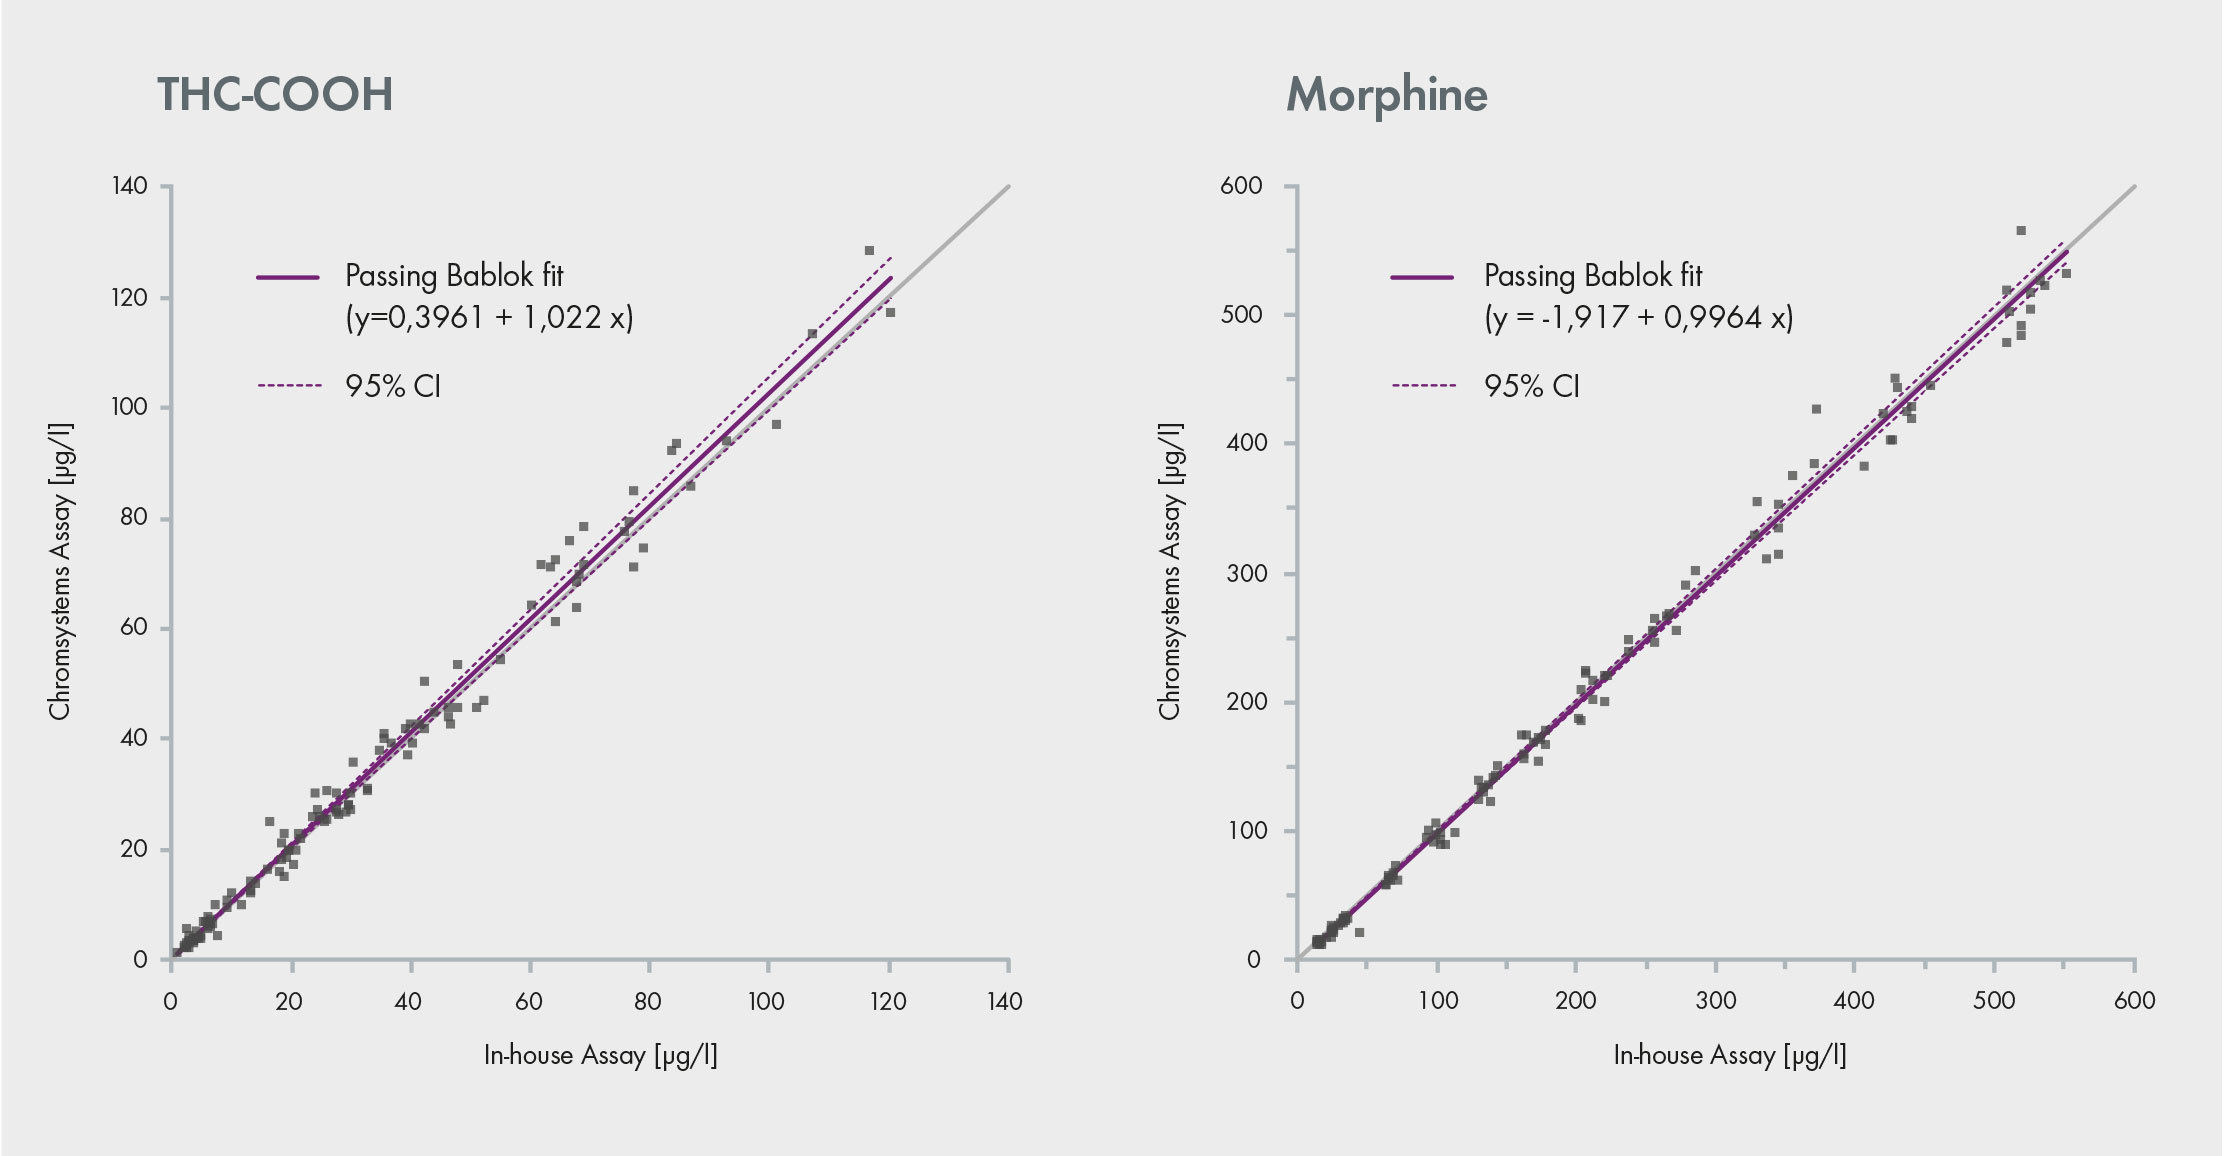 THC-COOH
140
120
100
80
60
40
20
0
Chromsystems Assay [µg/l]
Passing Bablok fit
(y=0,3961 + 1,022 x)
95% CI
0 20 40 60 80 100 120 140
In-house Assay [µg/l]
Morphine
600
500
400
300
200
100
0
Chromsystems Assay [µg/l]
Passing Bablok fit
(y = -1,917 + 0,9964 x)
95% CI
0 100 200 300 400 500 600
In-house Assay [µg/l]